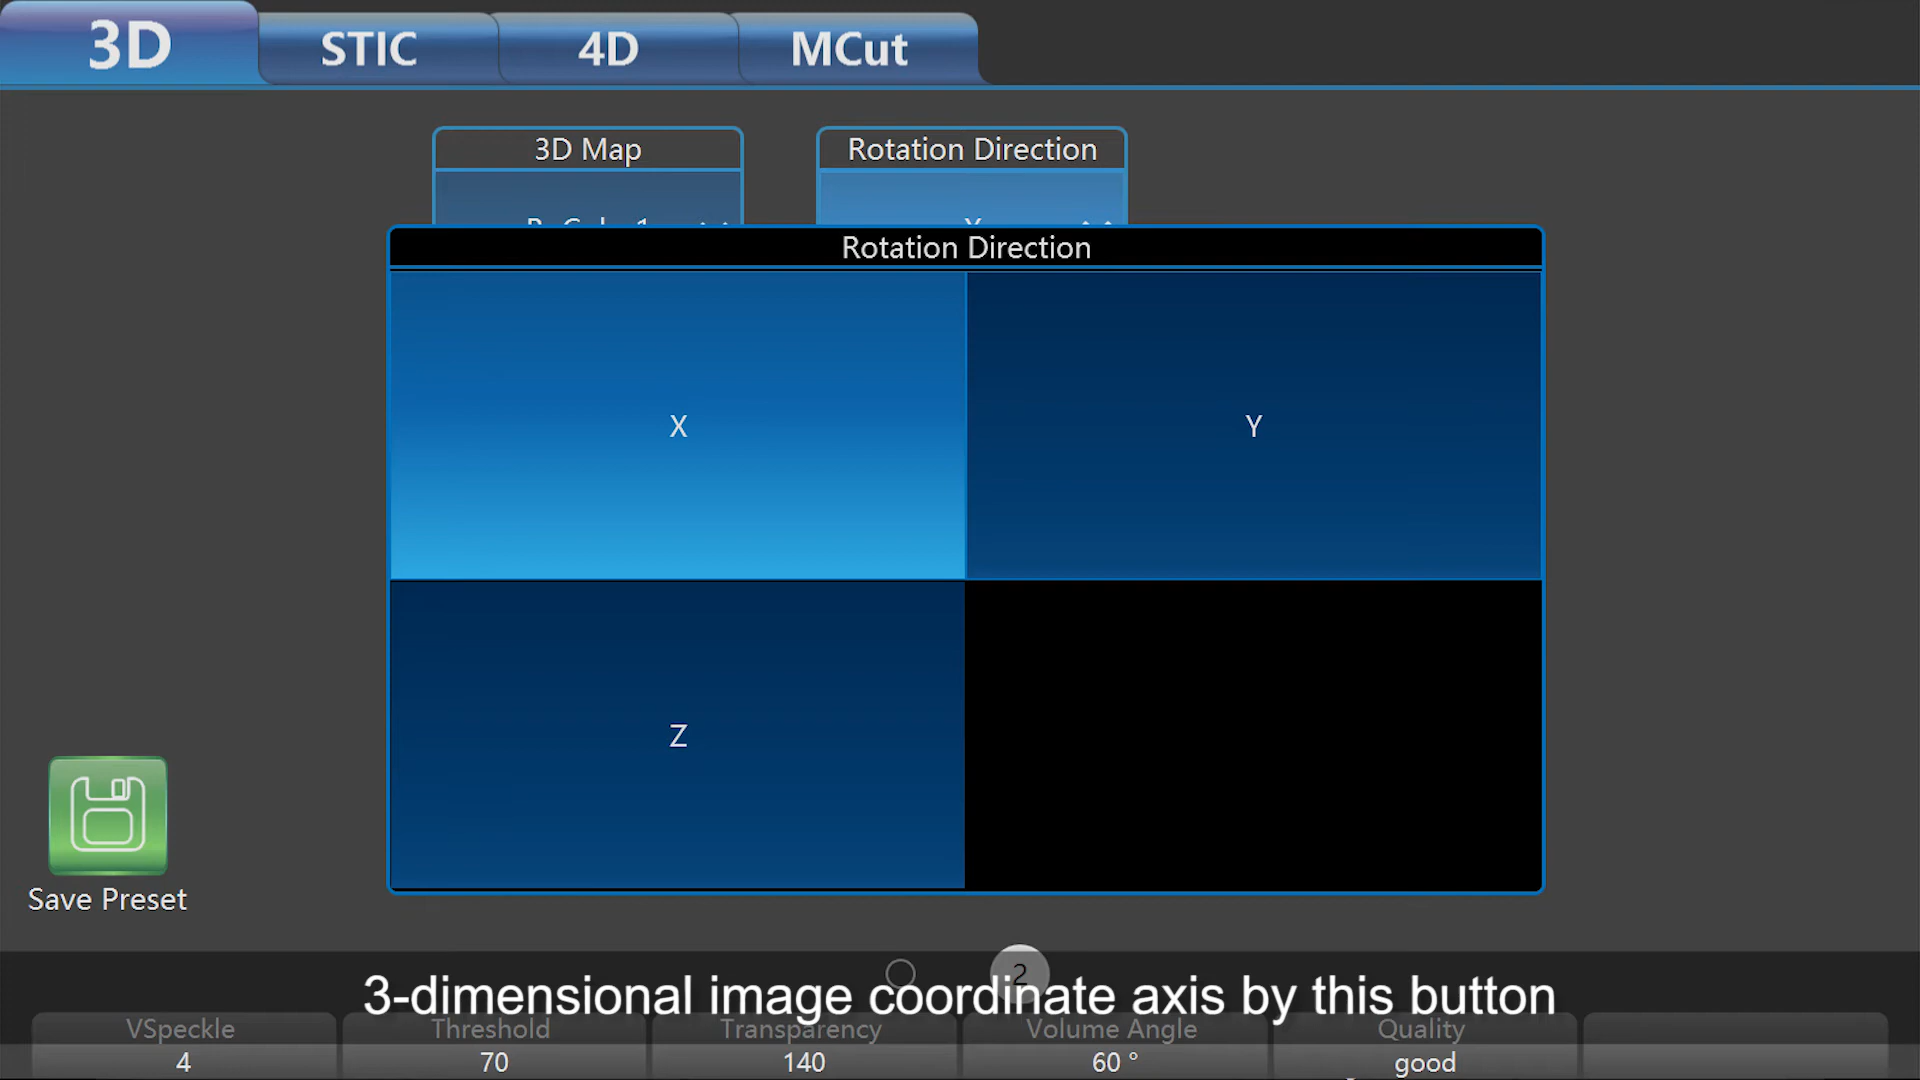 3D STIC 4D MCut
3D Map
Rotation Direction
Rotation Direction
X
Y
Z
Save Preset
2
3-dimensional image coordinate axis by this button
VSpeckle Threshold Transparency Volume Angle Quality
4 70 140 60 ° good